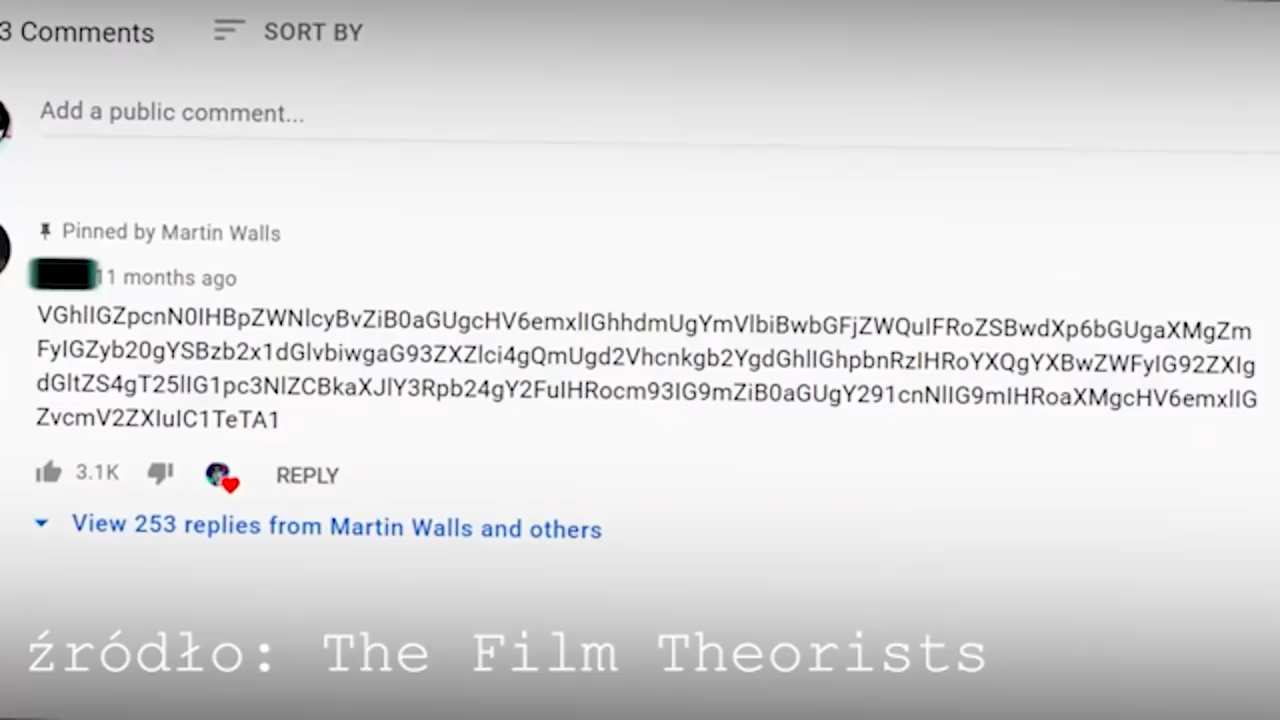 3 Comments SORT BY
Add a public comment...
Pinned by Martin Walls
11 months ago
VGhlIGZpcnN0IHBpZWNlcyBvZiB0aGUgcHV6emxlIGhhdmUgYmVlbiBwbGFjZWQuIFRoZSBwdXp6bGUgaXMgZm
FyIGZyb20gYSBzb2x1dGlvbiwgaG93ZXZlci4gQmUgd2Vhcnkgb2YgdGhlIGhpbnRzIHRoYXQgYXBwZWFyIG92ZXIg
dGltZS4gT25lIG1pc3NlZCBkaXJlY3Rpb24gY2FuIHRocm93IG9mZiB0aGUgY291cnNlIG9mIHRoaXMgcHV6emxlIG
ZvcmV2ZXIuIC1TeTA1
3.1K REPLY
View 253 replies from Martin Walls and others
źródło: The Film Theorists